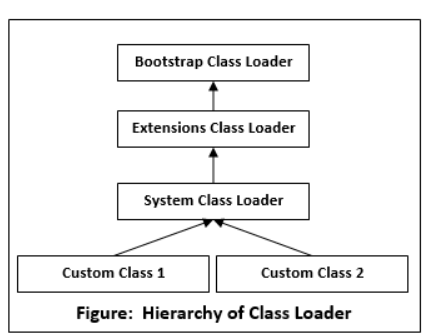 Bootstrap Class Loader
Extensions Class Loader
System Class Loader
Custom Class 1
Custom Class 2
Figure: Hierarchy of Class Loader